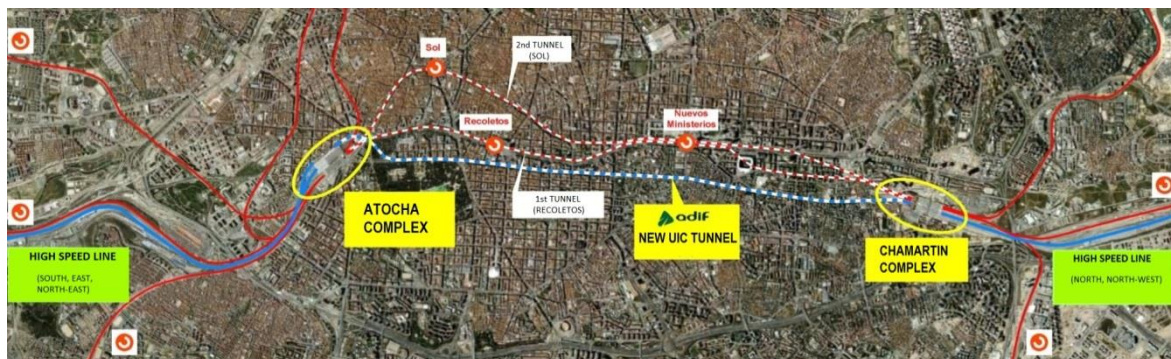 Sol
2nd TUNNEL
(SOL)
Recoletos
Nuevos
Ministerios
1st TUNNEL
(RECOLETOS)
ATOCHA
COMPLEX
adif
NEW UIC TUNNEL
CHAMARTIN
COMPLEX
HIGH SPEED LINE
(SOUTH, EAST,
NORTH-EAST)
HIGH SPEED LINE
(NORTH, NORTH-WEST)